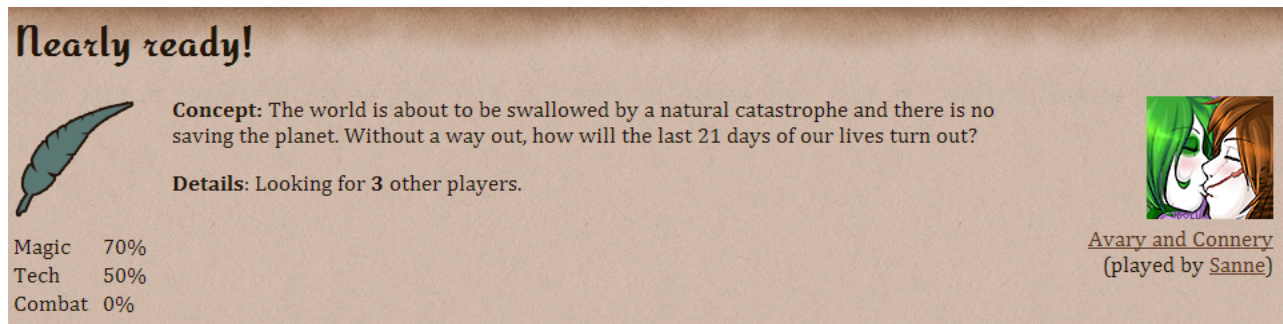 Nearly ready!
Concept: The world is about to be swallowed by a natural catastrophe and there is no
saving the planet. Without a way out, how will the last 21 days of our lives turn out?
Details: Looking for 3 other players.
Magic 70%
Tech 50%
Combat 0%
Avary and Connery
(played by Sanne)